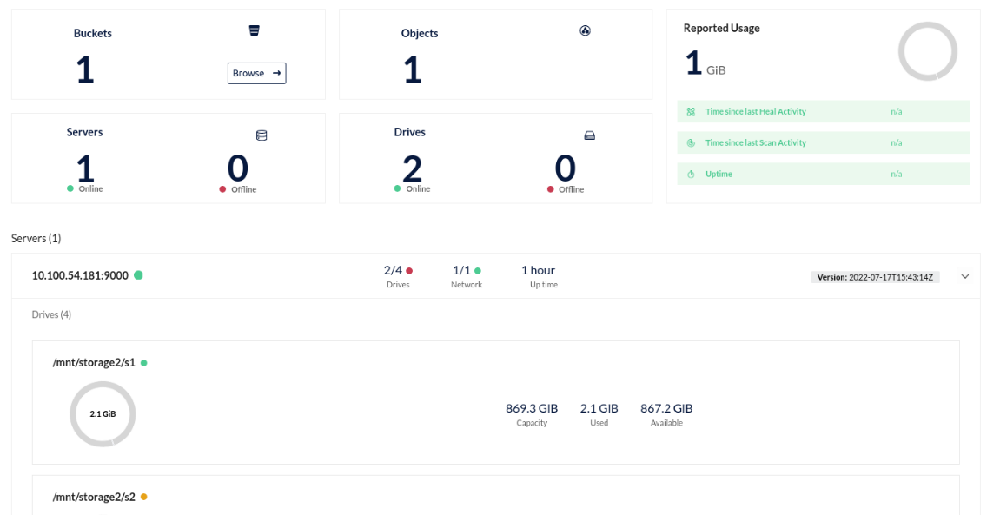 Buckets
1
Browse →
Objects
1
Reported Usage
1 GiB
Time since last Heal Activity n/a
Time since last Scan Activity n/a
Uptime n/a
Servers
1
Online
0
Offline
Drives
2
Online
0
Offline
Servers (1)
10.100.54.181:9000
2/4
Drives
1/1
Network
1 hour
Up time
Version: 2022-07-17T15:43:14Z
Drives (4)
/mnt/storage2/s1
2.1 GiB
869.3 GiB
Capacity
2.1 GiB
Used
867.2 GiB
Available
/mnt/storage2/s2